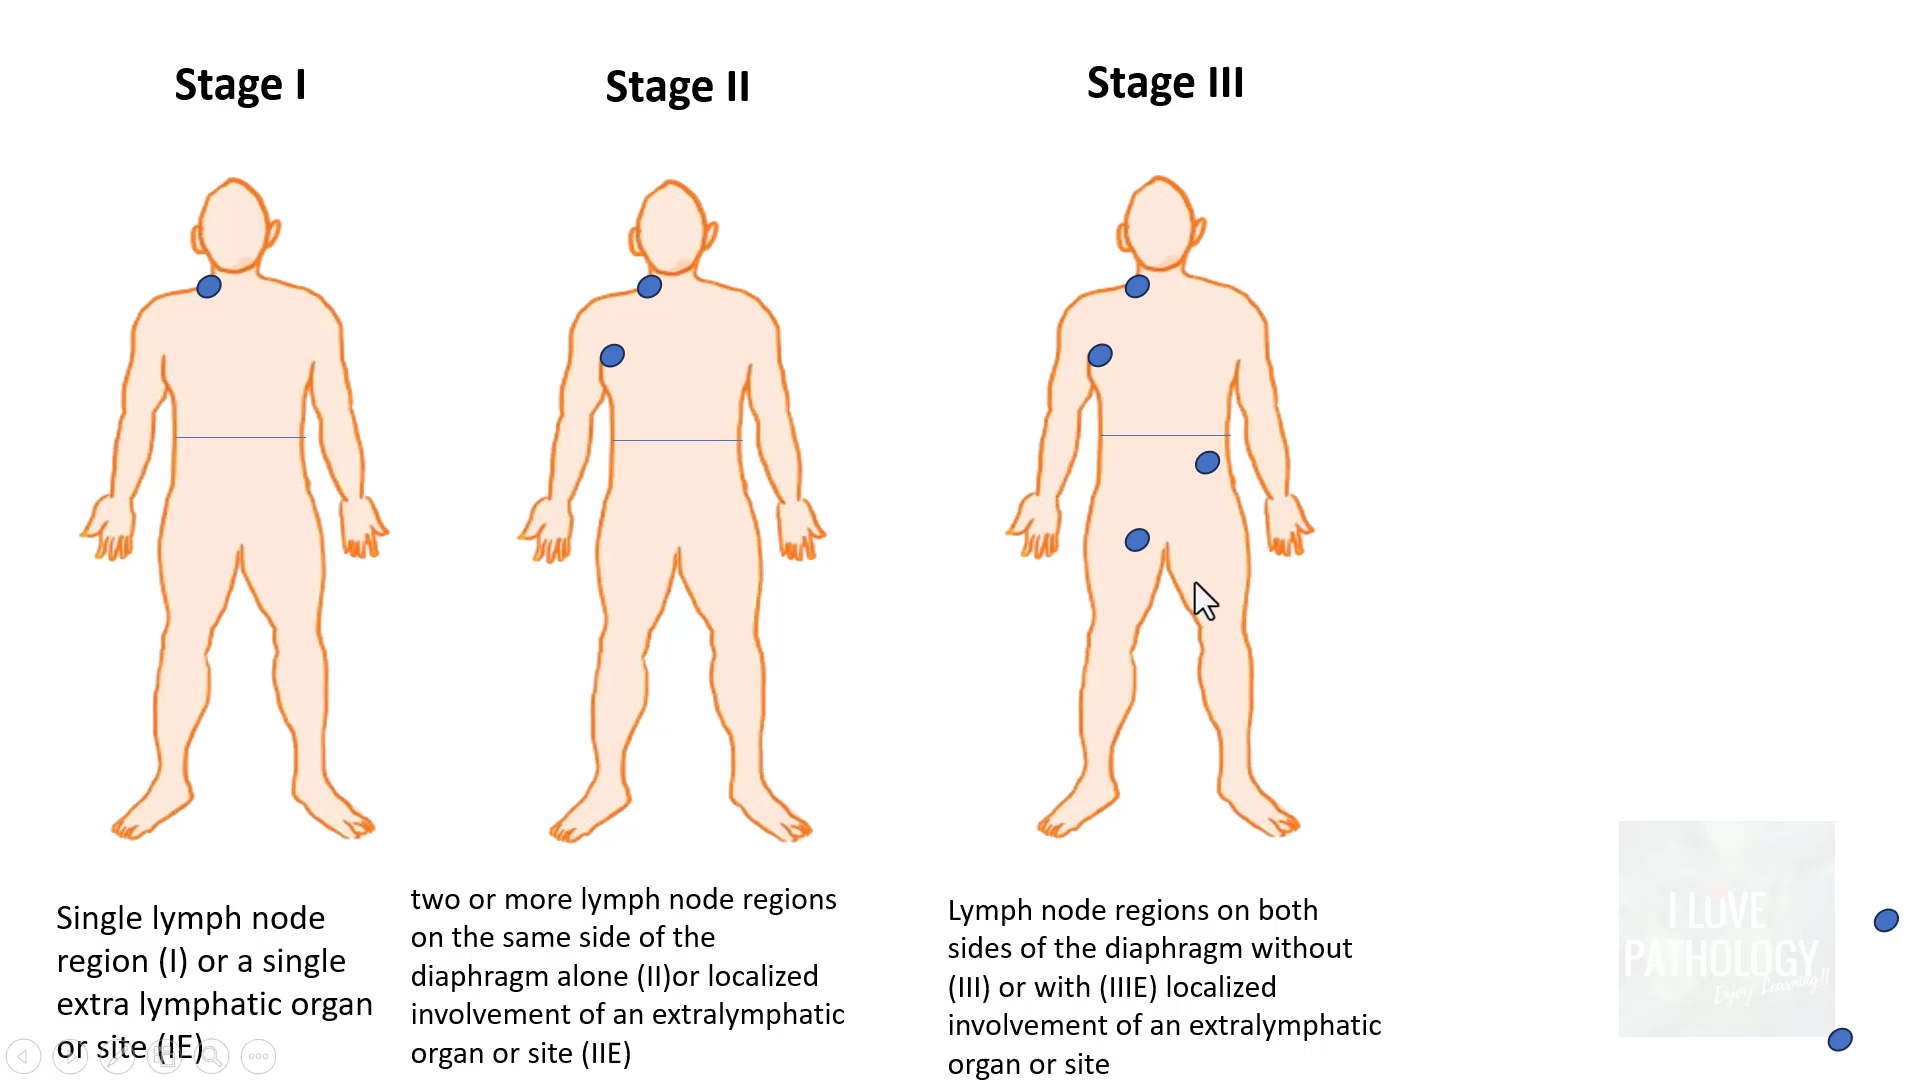 Stage I
Stage II
Stage III
Single lymph node
region (I) or a single
extra lymphatic organ
or site (IE)
two or more lymph node regions
on the same side of the
diaphragm alone (II)or localized
involvement of an extralymphatic
organ or site (IIE)
Lymph node regions on both
sides of the diaphragm without
(III) or with (IIIE) localized
involvement of an extralymphatic
organ or site
I LOVE
PATHOLOGY
Enjoy Learning!!